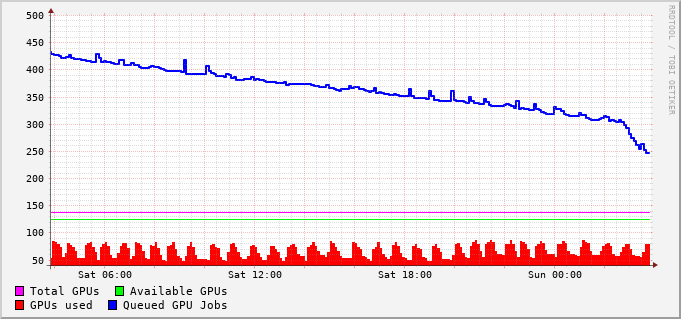 500
450
400
350
300
250
200
150
100
50
Sat 06:00 Sat 12:00 Sat 18:00 Sun 00:00
Total GPUs Available GPUs
GPUs used Queued GPU Jobs
RRDTOOL / TOBI OETIKER